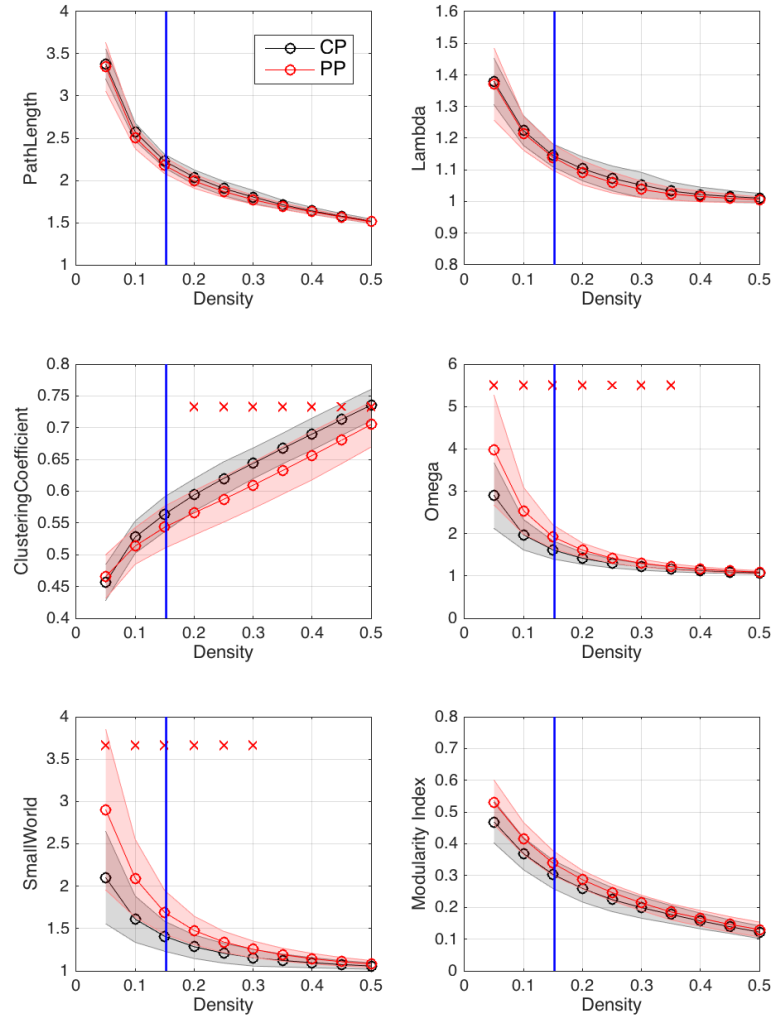 4
3.5
3
2.5
2
1.5
1
PathLength
0 0.1 0.2 0.3 0.4 0.5
Density
CP
PP
1.6
1.5
1.4
1.3
1.2
1.1
1
0.9
0.8
Lambda
0 0.1 0.2 0.3 0.4 0.5
Density
0.8
0.75
0.7
0.65
0.6
0.55
0.5
0.45
0.4
ClusteringCoefficient
0 0.1 0.2 0.3 0.4 0.5
Density
6
5
4
3
2
1
0
Omega
0 0.1 0.2 0.3 0.4 0.5
Density
4
3.5
3
2.5
2
1.5
1
SmallWorld
0 0.1 0.2 0.3 0.4 0.5
Density
0.8
0.7
0.6
0.5
0.4
0.3
0.2
0.1
0
Modularity Index
0 0.1 0.2 0.3 0.4 0.5
Density